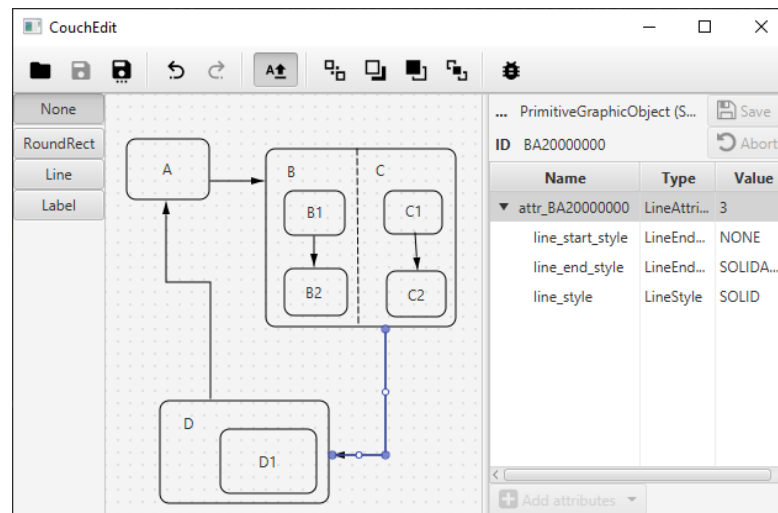 CouchEdit
A
None
RoundRect
Line
Label
A
B
C
B1
C1
B2
C2
D
D1
... PrimitiveGraphicObject (S...
Save
ID BA20000000
Abort
Name Type Value
attr_BA20000000 LineAttri... 3
line_start_style LineEnd... NONE
line_end_style LineEnd... SOLIDA...
line_style LineStyle SOLID
Add attributes